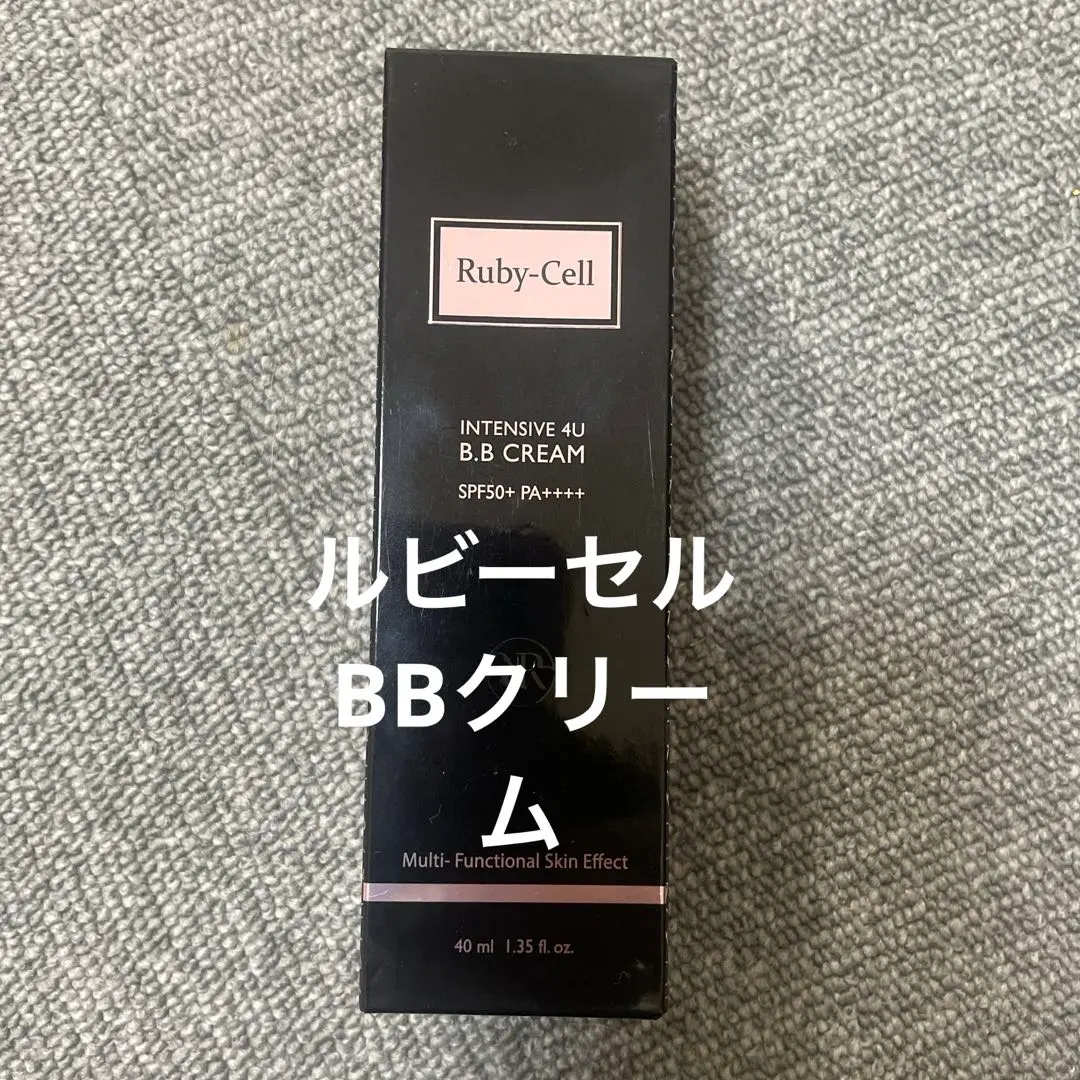 Ruby-Cell
INTENSIVE 4U
B.B CREAM
SPF50+ PA++++
ルビーセル
BBクリー
ム
Multi- Functional Skin Effect
40 ml 1.35 fl. oz.